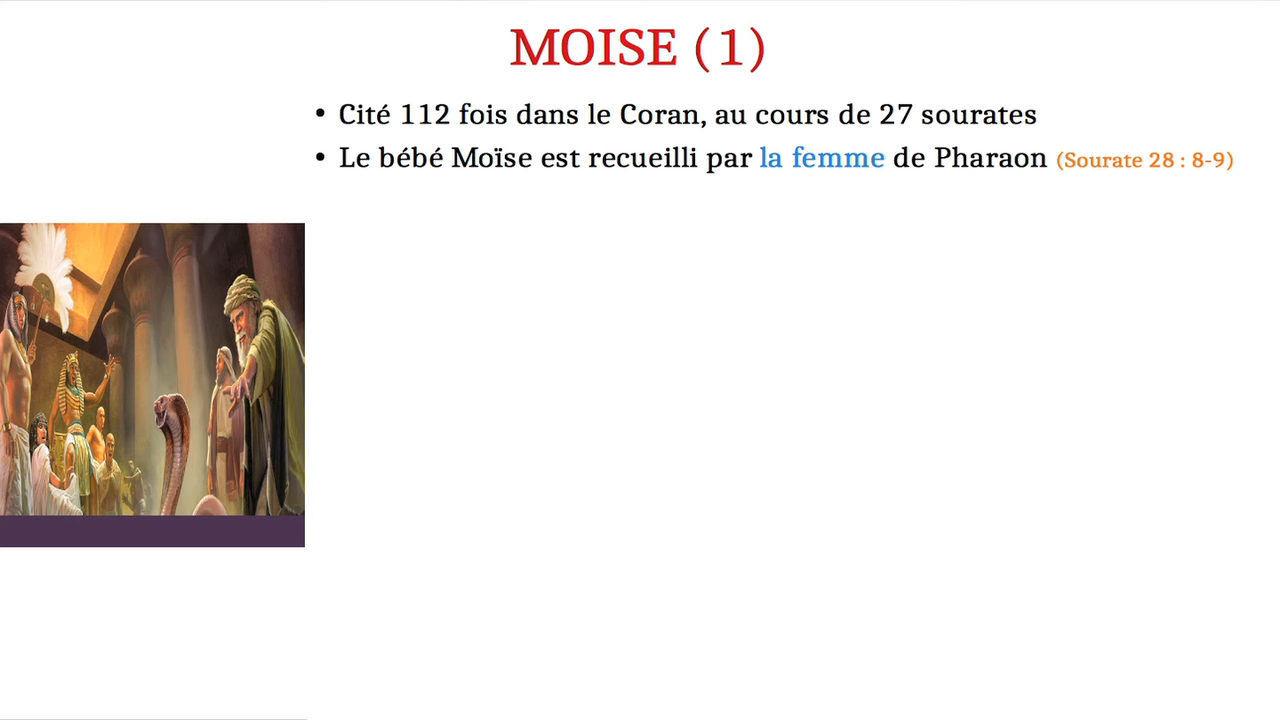 MOISE (1)
• Cité 112 fois dans le Coran, au cours de 27 sourates
• Le bébé Moïse est recueilli par la femme de Pharaon (Sourate 28 : 8-9)